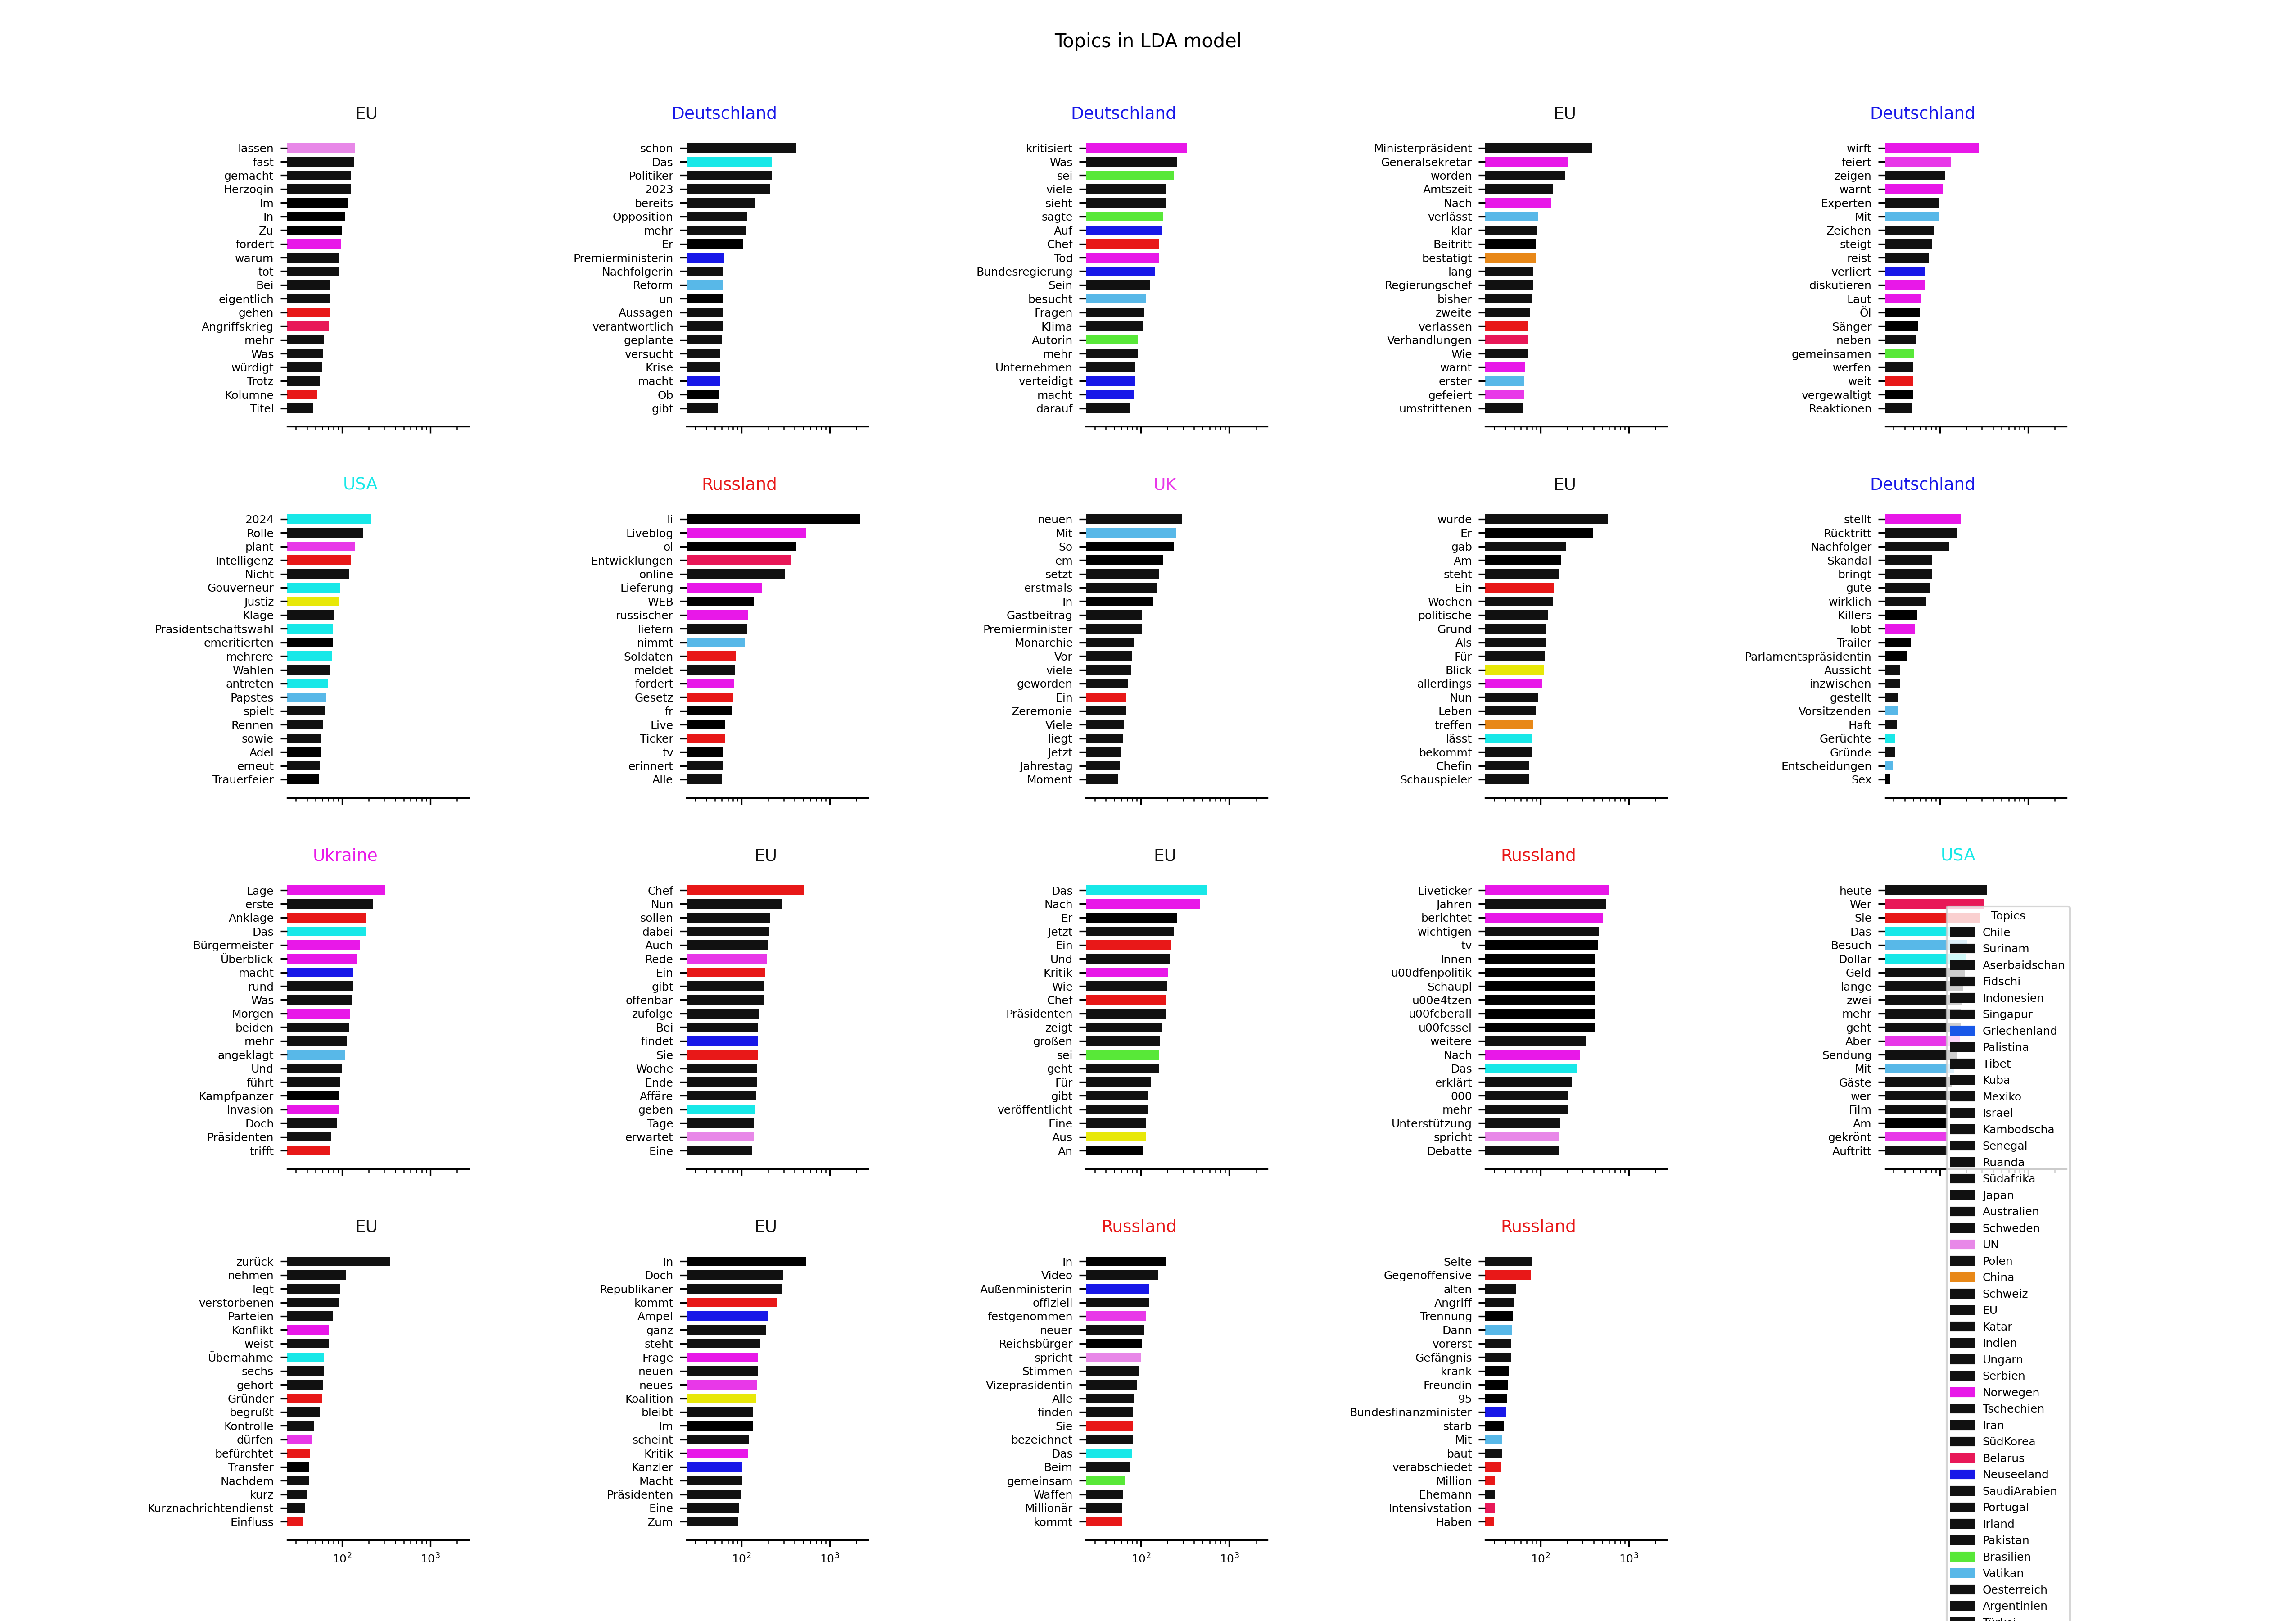 Topics in LDA model
EU
lassen
fast
gemacht
Herzogin
Im
In
Zu
fordert
warum
tot
Bei
eigentlich
gehen
Angriffskrieg
mehr
Was
würdigt
Trotz
Kolumne
Titel
Deutschland
schon
Das
Politiker
2023
bereits
Opposition
mehr
Er
Premierministerin
Nachfolgerin
Reform
un
Aussagen
verantwortlich
geplante
versucht
Krise
macht
Ob
gibt
Deutschland
kritisiert
Was
sei
viele
sieht
sagte
Auf
Chef
Tod
Bundesregierung
Sein
besucht
Fragen
Klima
Autorin
mehr
Unternehmen
verteidigt
macht
darauf
EU
Ministerpräsident
Generalsekretär
worden
Amtszeit
Nach
verlässt
klar
Beitritt
bestätigt
lang
Regierungschef
bisher
zweite
verlassen
Verhandlungen
Wie
warnt
erster
gefeiert
umstrittenen
Deutschland
wirft
feiert
zeigen
warnt
Experten
Mit
Zeichen
steigt
reist
verliert
diskutieren
Laut
Öl
Sänger
neben
gemeinsamen
werfen
weit
vergewaltigt
Reaktionen
USA
2024
Rolle
plant
Intelligenz
Nicht
Gouverneur
Justiz
Klage
Präsidentschaftswahl
emeritierten
mehrere
Wahlen
antreten
Papstes
spielt
Rennen
sowie
Adel
erneut
Trauerfeier
Russland
li
Liveblog
ol
Entwicklungen
online
Lieferung
WEB
russischer
liefern
nimmt
Soldaten
meldet
fordert
Gesetz
fr
Live
Ticker
tv
erinnert
Alle
UK
neuen
Mit
So
em
setzt
erstmals
In
Gastbeitrag
Premierminister
Monarchie
Vor
viele
geworden
Ein
Zeremonie
Viele
liegt
Jetzt
Jahrestag
Moment
EU
wurde
Er
gab
Am
steht
Ein
Wochen
politische
Grund
Als
Für
Blick
allerdings
Nun
Leben
treffen
lässt
bekommt
Chefin
Schauspieler
Deutschland
stellt
Rücktritt
Nachfolger
Skandal
bringt
gute
wirklich
Killers
lobt
Trailer
Parlamentspräsidentin
Aussicht
inzwischen
gestellt
Vorsitzenden
Haft
Gerüchte
Gründe
Entscheidungen
Sex
Ukraine
Lage
erste
Anklage
Das
Bürgermeister
Überblick
macht
rund
Was
Morgen
beiden
mehr
angeklagt
Und
führt
Kampfpanzer
Invasion
Doch
Präsidenten
trifft
EU
Chef
Nun
sollen
dabei
Auch
Rede
Ein
gibt
offenbar
zufolge
Bei
findet
Sie
Woche
Ende
Affäre
geben
Tage
erwartet
Eine
EU
Das
Nach
Er
Jetzt
Ein
Und
Kritik
Wie
Chef
Präsidenten
zeigt
großen
sei
geht
Für
gibt
veröffentlicht
Eine
Aus
An
Russland
Liveticker
Jahren
berichtet
wichtigen
tv
Innen
u00dfenpolitik
Schaupl
u00e4tzen
u00fcberall
u00fcssel
weitere
Nach
Das
erklärt
000
mehr
Unterstützung
spricht
Debatte
USA
heute
Wer
Sie
Das
Besuch
Dollar
Geld
lange
zwei
mehr
geht
Aber
Sendung
Mit
Gäste
wer
Film
Am
gekrönt
Auftritt
EU
zurück
nehmen
legt
verstorbenen
Parteien
Konflikt
weist
Übernahme
sechs
gehört
Gründer
begrüßt
Kontrolle
dürfen
befürchtet
Transfer
Nachdem
kurz
Kurznachrichtendienst
Einfluss
10² 10³
EU
In
Doch
Republikaner
kommt
Ampel
ganz
steht
Frage
neuen
neues
Koalition
bleibt
Im
scheint
Kritik
Kanzler
Macht
Präsidenten
Eine
Zum
10² 10³
Russland
In
Video
Außenministerin
offiziell
festgenommen
neuer
Reichsbürger
spricht
Stimmen
Vizepräsidentin
Alle
finden
Sie
bezeichnet
Das
Beim
gemeinsam
Waffen
Millionär
kommt
10² 10³
Russland
Seite
Gegenoffensive
alten
Angriff
Trennung
Dann
vorerst
Gefängnis
krank
Freundin
95
Bundesfinanzminister
starb
Mit
baut
verabschiedet
Million
Ehemann
Intensivstation
Haben
10² 10³
Topics
Chile
Surinam
Aserbaidschan
Fidschi
Indonesien
Singapur
Griechenland
Palistina
Tibet
Kuba
Mexiko
Israel
Kambodscha
Senegal
Ruanda
Südafrika
Japan
Australien
Schweden
UN
Polen
China
Schweiz
EU
Katar
Indien
Ungarn
Serbien
Norwegen
Tschechien
Iran
SüdKorea
Belarus
Neuseeland
SaudiArabien
Portugal
Irland
Pakistan
Brasilien
Vatikan
Oesterreich
Argentinien